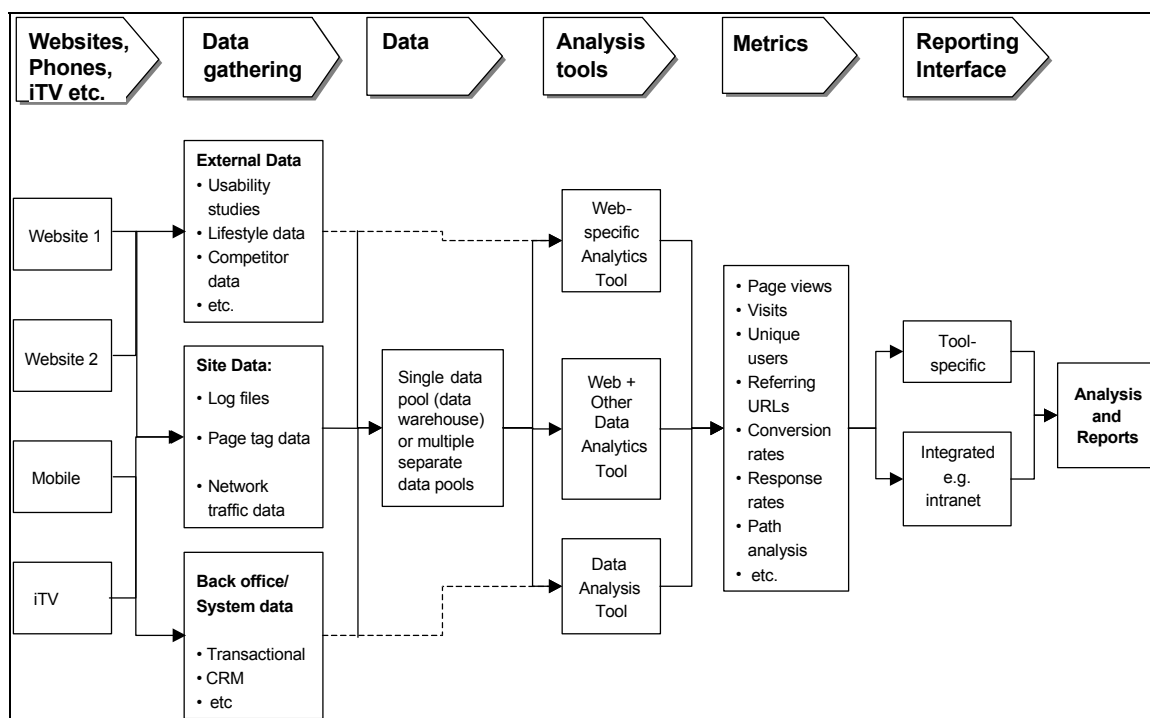 Websites,
Phones,
iTV etc.
Data
gathering
Data
Analysis
tools
Metrics
Reporting
Interface
Website 1
Website 2
Mobile
iTV
External Data
• Usability
studies
• Lifestyle data
• Competitor
data
• etc.
Site Data:
• Log files
• Page tag data
• Network
traffic data
Back office/
System data
• Transactional
• CRM
• etc
Single data
pool (data
warehouse)
or multiple
separate
data pools
Web-
specific
Analytics
Tool
Web +
Other
Data
Analytics
Tool
Data
Analysis
Tool
• Page views
• Visits
• Unique
users
• Referring
URLs
• Conversion
rates
• Response
rates
• Path
analysis
• etc.
Tool-
specific
Integrated
e.g.
intranet
Analysis
and
Reports